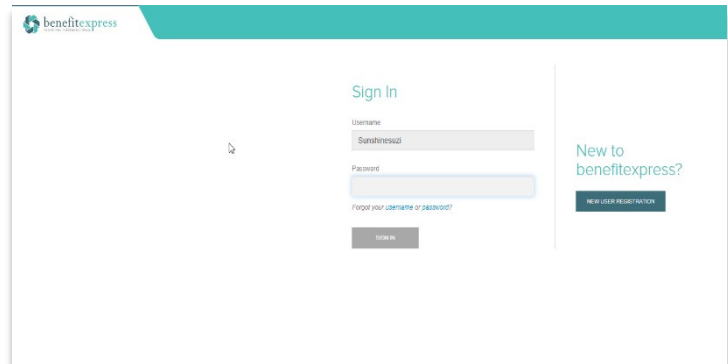 benefitexpress
Sign In
Username
Sunshinesuzi
Password
Forgot your username or password?
SIGN IN
New to
benefitexpress?
NEW USER REGISTRATION